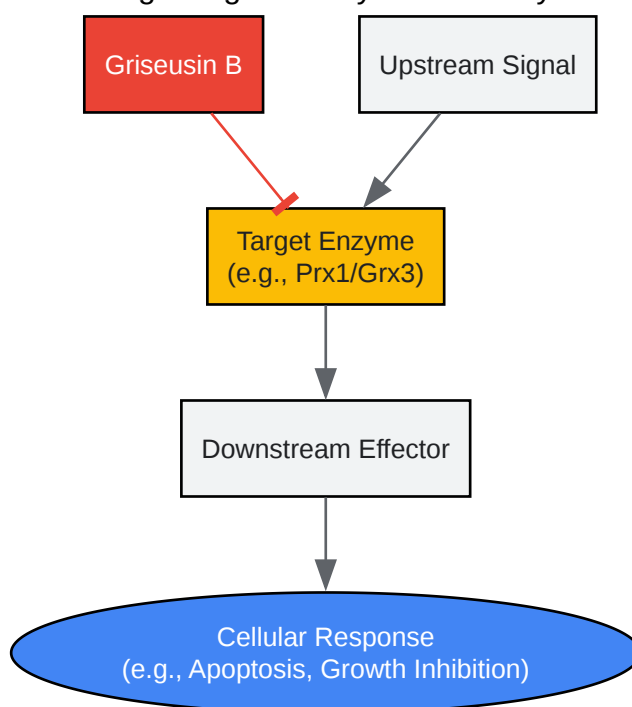 Griseusin B
Upstream Signal
Target Enzyme
(e.g., Prx1/Grx3)
Downstream Effector
Cellular Response
(e.g., Apoptosis, Growth Inhibition)